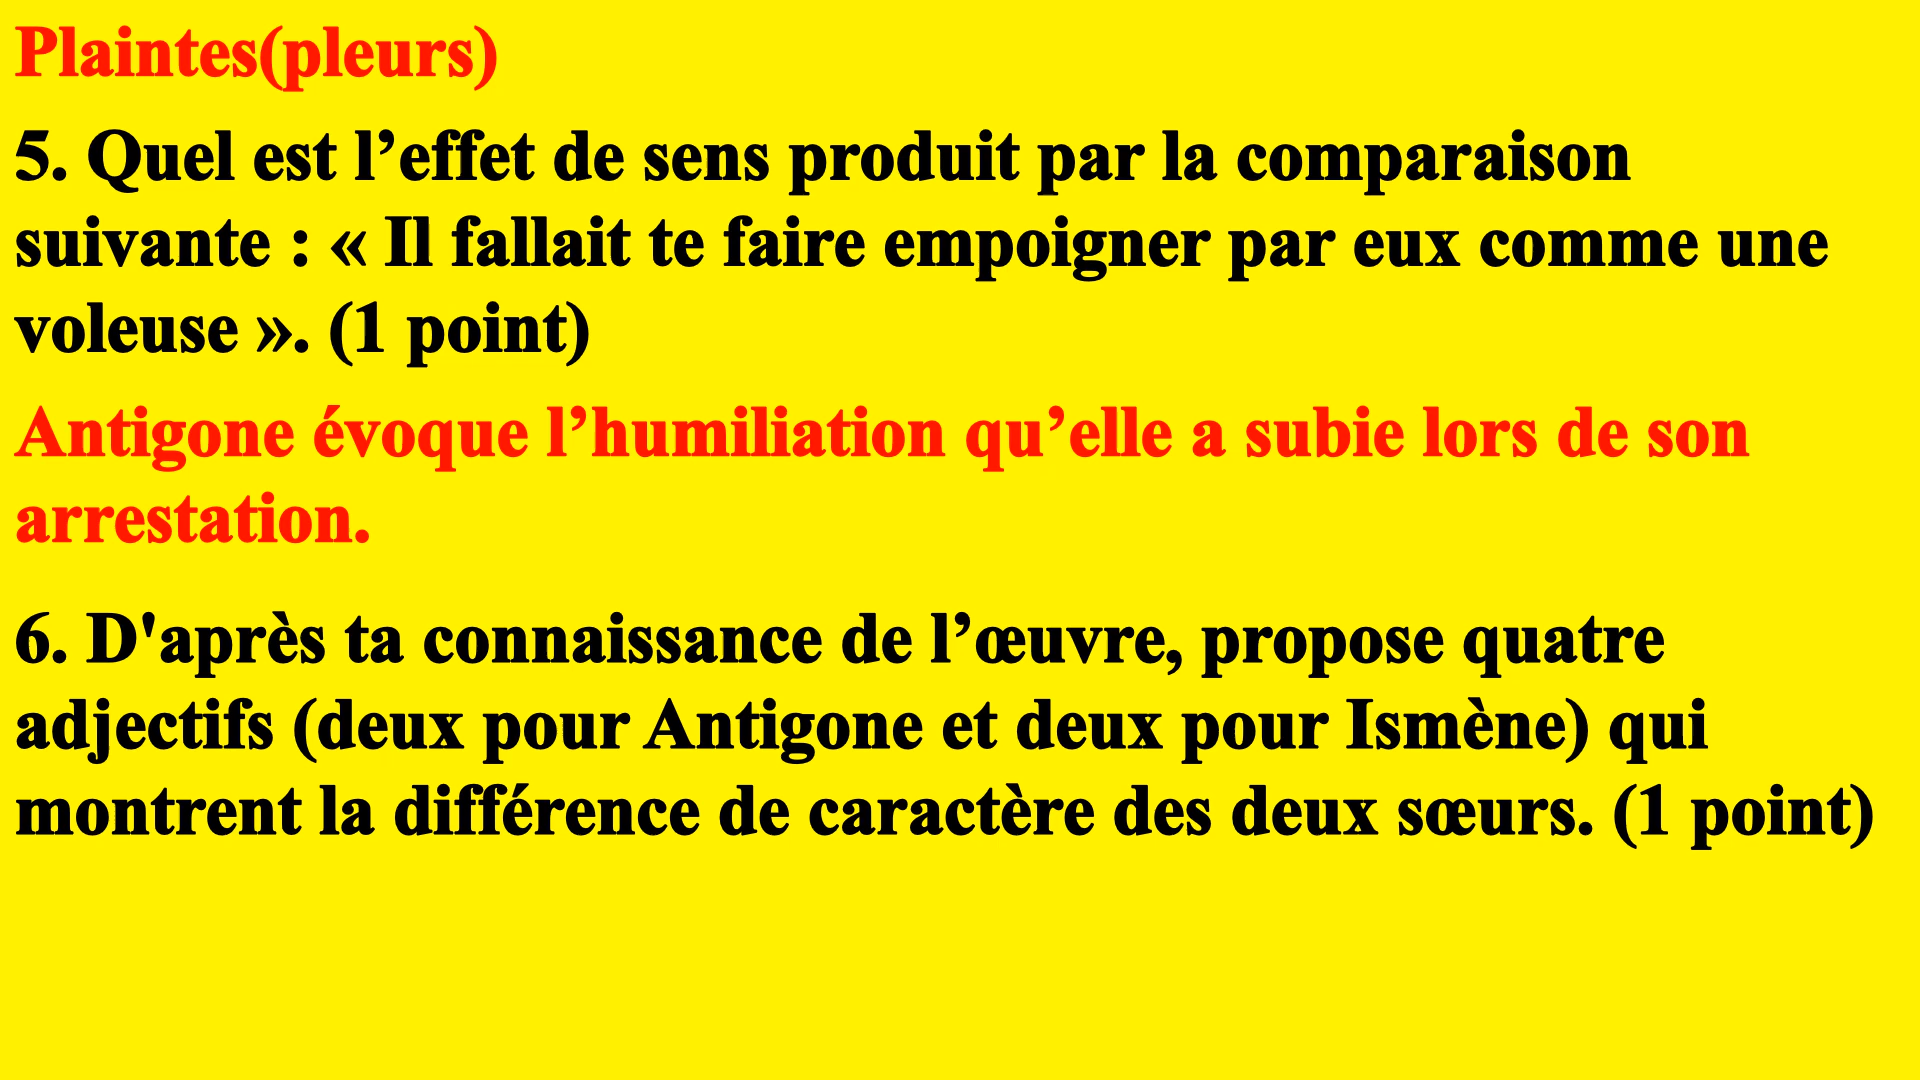 Plaintes(pleurs)
5. Quel est l’effet de sens produit par la comparaison
suivante : « Il fallait te faire empoigner par eux comme une
voleuse ». (1 point)
Antigone évoque l’humiliation qu’elle a subie lors de son
arrestation.
6. D'après ta connaissance de l’œuvre, propose quatre
adjectifs (deux pour Antigone et deux pour Ismène) qui
montrent la différence de caractère des deux sœurs. (1 point)